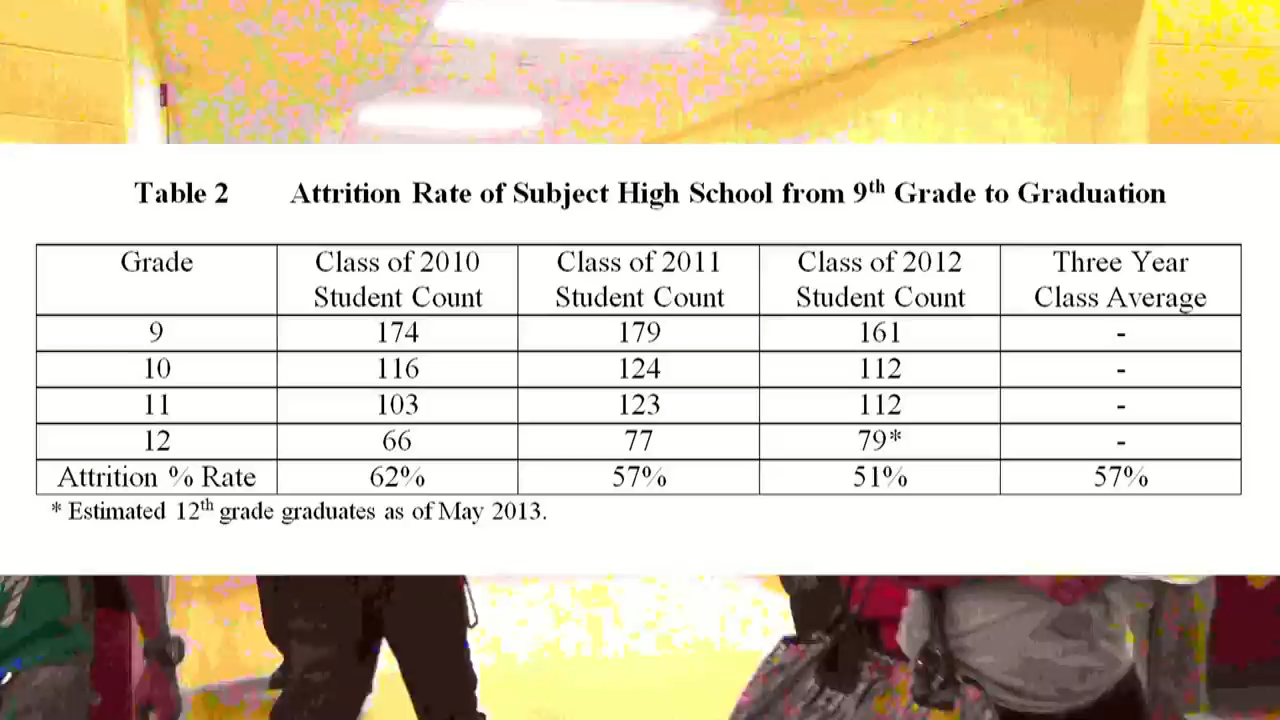 Table 2 Attrition Rate of Subject High School from 9th Grade to Graduation
Grade Class of 2010 Student Count Class of 2011 Student Count Class of 2012 Student Count Three Year Class Average
9 174 179 161 -
10 116 124 112 -
11 103 123 112 -
12 66 77 79* -
Attrition % Rate 62% 57% 51% 57%
* Estimated 12th grade graduates as of May 2013.